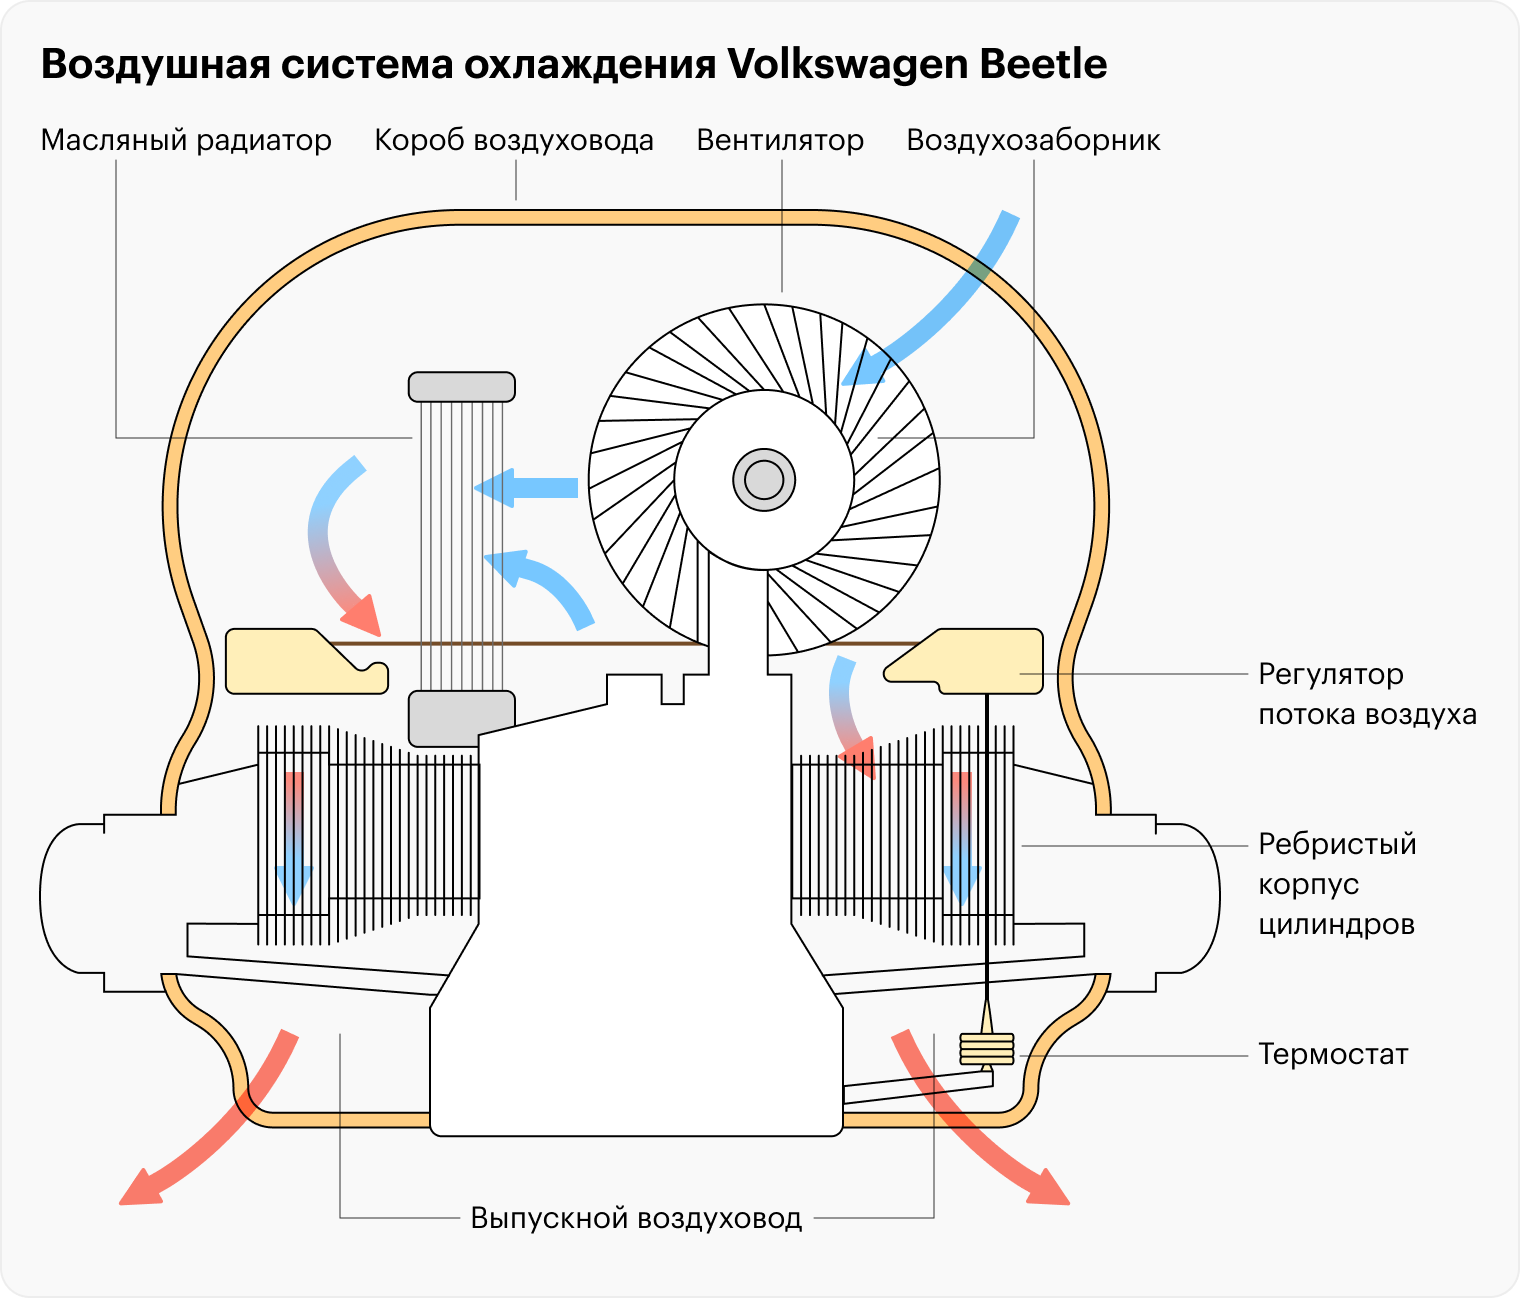 Воздушная система охлаждения Volkswagen Beetle
Масляный радиатор
Короб воздуховода
Вентилятор
Воздухозаборник
Регулятор
потока воздуха
Ребристый
корпус
цилиндров
Термостат
Выпускной воздуховод